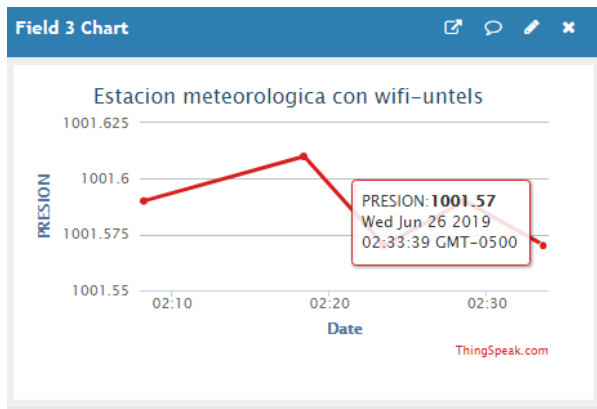 Field 3 Chart
Estacion meteorologica con wifi-untels
1001.625
1001.6
1001.575
1001.55
PRESION
PRESION:1001.57
Wed Jun 26 2019
02:33:39 GMT-0500
02:10
02:20
02:30
Date
ThingSpeak.com